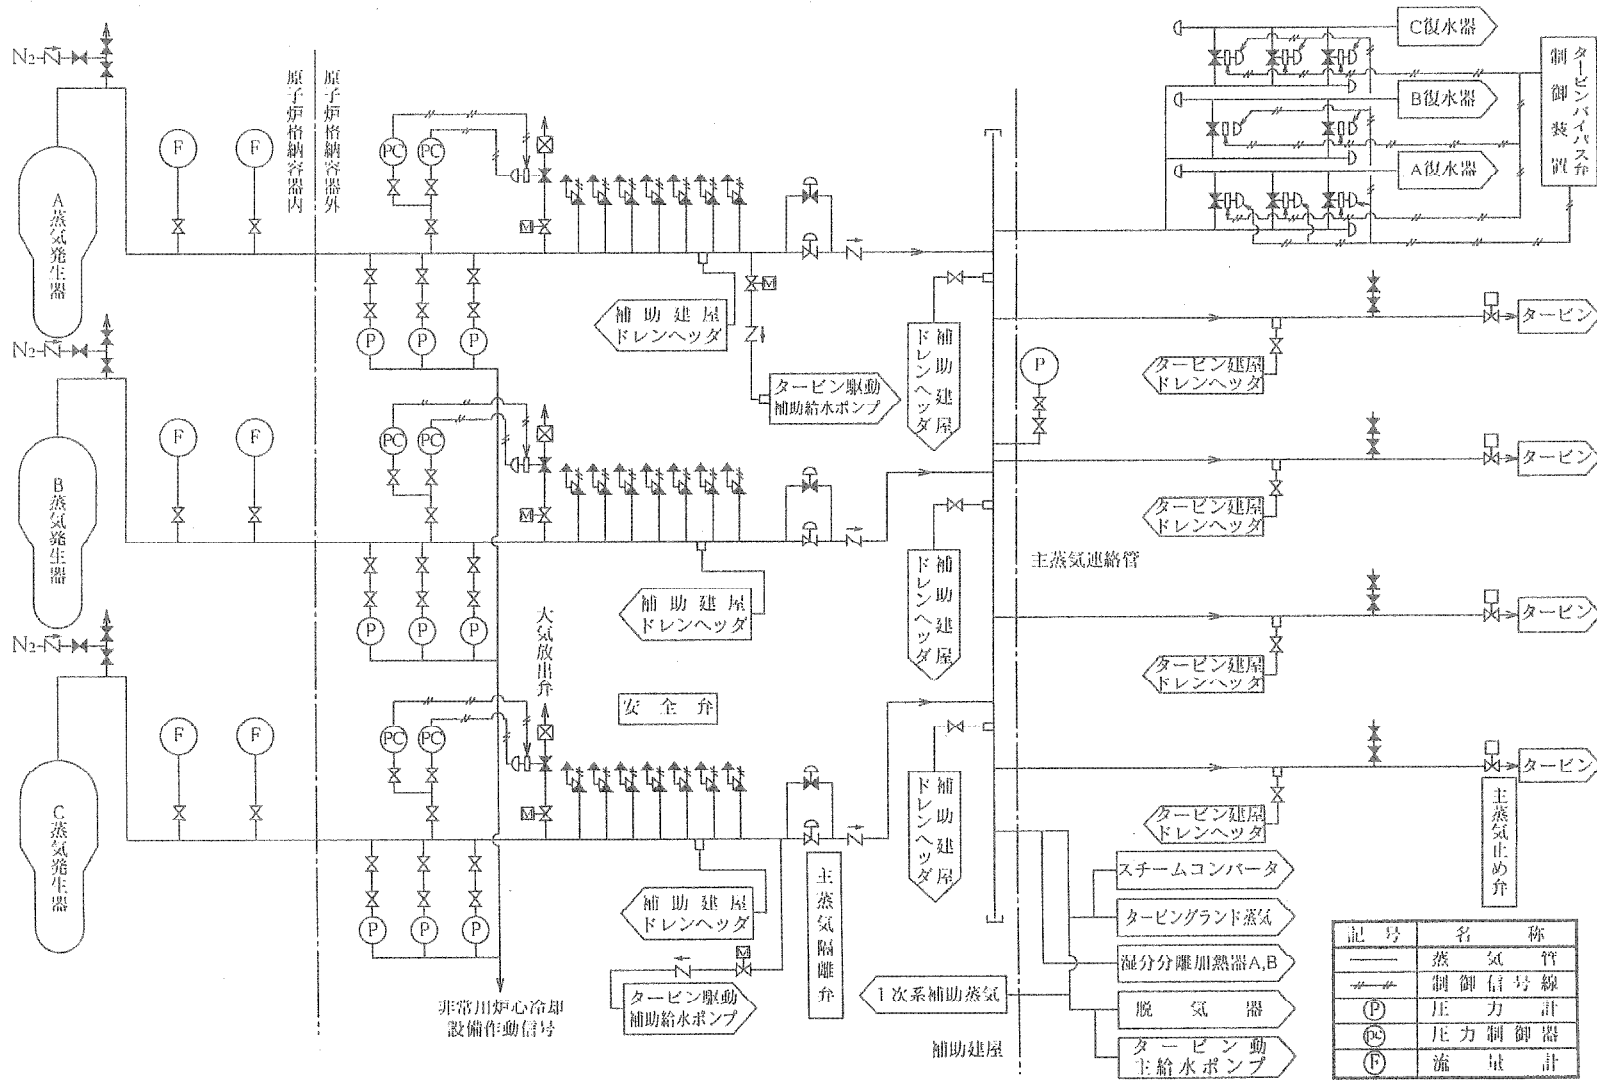 N2
A蒸気発生器
F
F
原子炉格納容器内
原子炉格納容器外
PC
PC
M
P
P
P
補助建屋
ドレンヘッダ
M
タービン駆動
補助給水ポンプ
補助建屋
ドレンヘッダ
C復水器
B復水器
A復水器
タービンバイパス弁
制御装置
タービン
タービン建屋
ドレンヘッダ
P
N2
B蒸気発生器
F
F
PC
PC
M
P
P
P
補助建屋
ドレンヘッダ
補助建屋
ドレンヘッダ
主蒸気連絡管
タービン
タービン建屋
ドレンヘッダ
タービン
タービン建屋
ドレンヘッダ
N2
C蒸気発生器
F
F
PC
PC
大気放出弁
安全弁
M
P
P
P
補助建屋
ドレンヘッダ
主蒸気隔離弁
M
タービン駆動
補助給水ポンプ
非常用炉心冷却
設備作動信号
補助建屋
ドレンヘッダ
タービン
タービン建屋
ドレンヘッダ
主蒸気止め弁
スチームコンバータ
タービングランド蒸気
湿分分離加熱器A,B
1次系補助蒸気
脱気器
タービン動
主給水ポンプ
補助建屋
記号 名称
蒸気管
制御信号線
P 圧力計
PC 圧力制御器
F 流量計